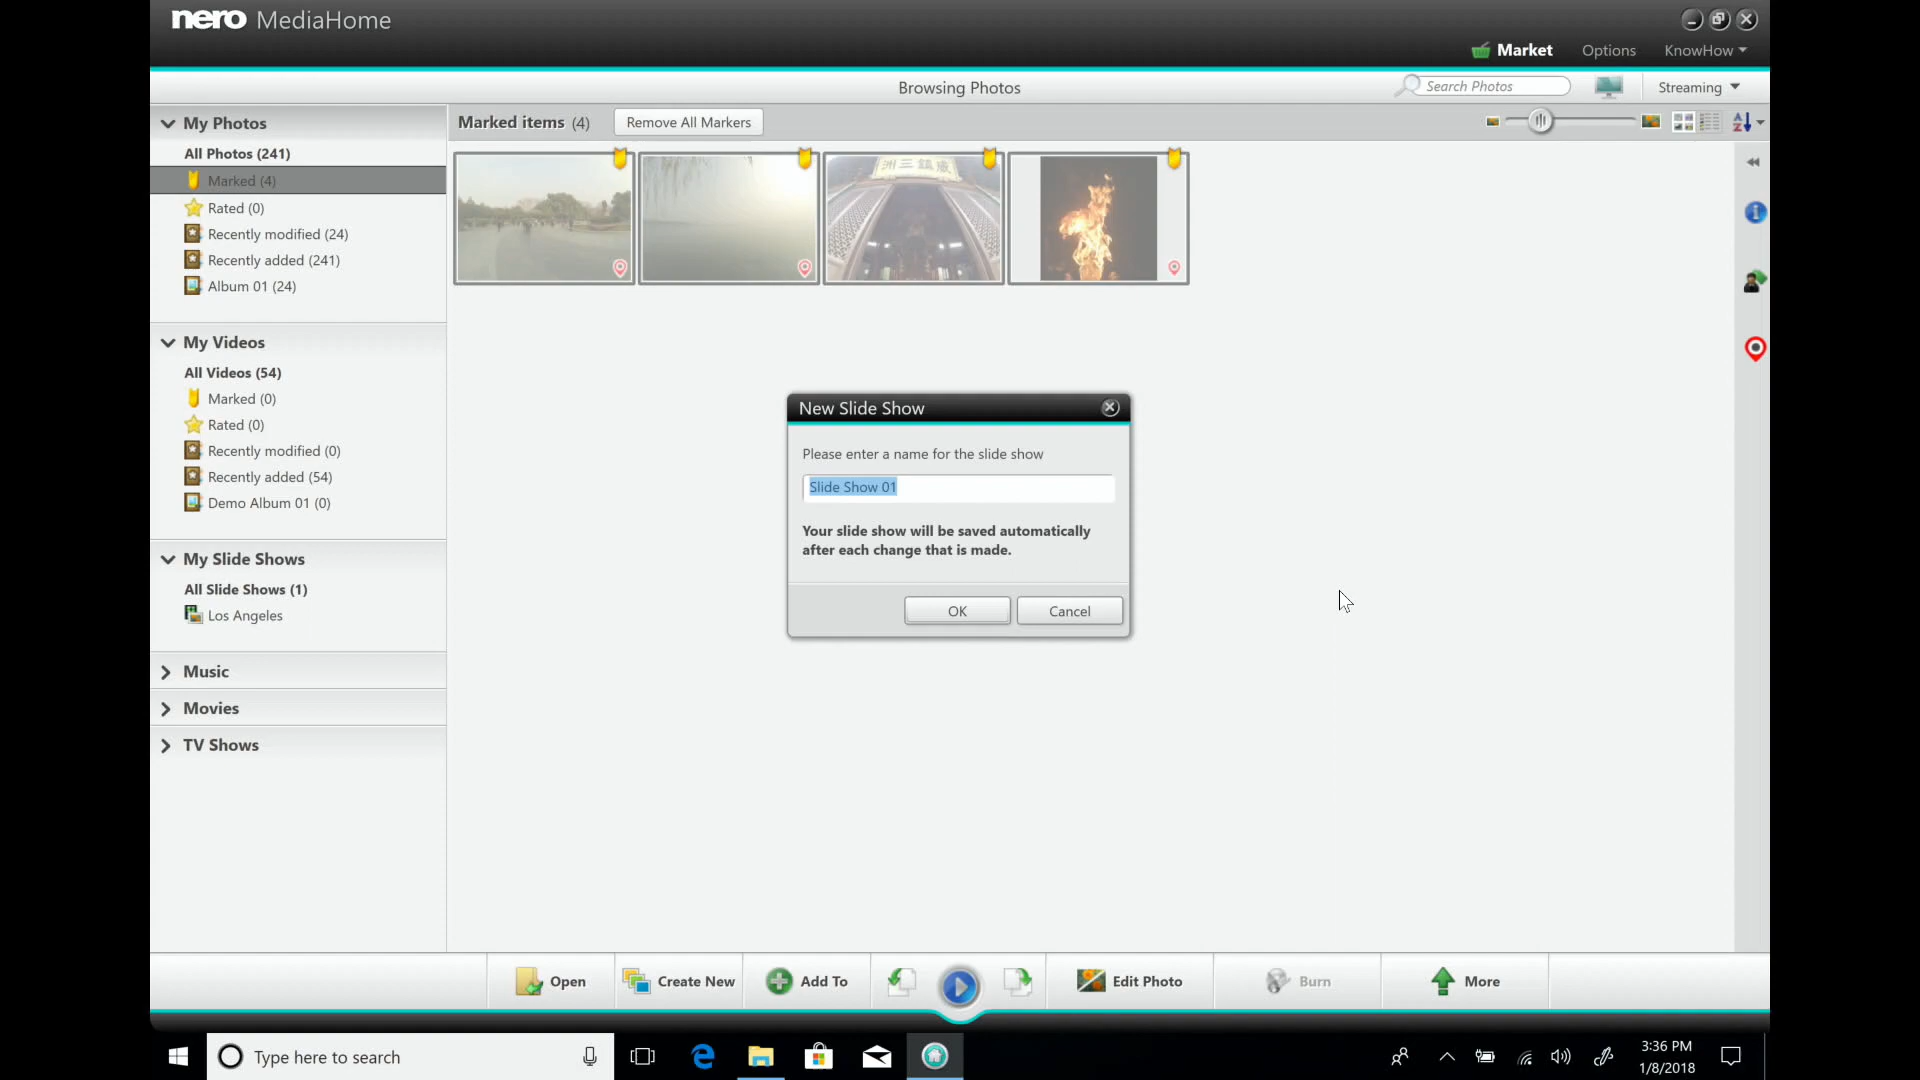 nero MediaHome
Market Options KnowHow
Browsing Photos
Search Photos
Streaming
My Photos
All Photos (241)
Marked (4)
Rated (0)
Recently modified (24)
Recently added (241)
Album 01 (24)
My Videos
All Videos (54)
Marked (0)
Rated (0)
Recently modified (0)
Recently added (54)
Demo Album 01 (0)
My Slide Shows
All Slide Shows (1)
Los Angeles
Music
Movies
TV Shows
Marked items (4)
Remove All Markers
A
Z
洲三鎮威
New Slide Show
Please enter a name for the slide show
Slide Show 01
Your slide show will be saved automatically
after each change that is made.
OK
Cancel
Open
Create New
Add To
Edit Photo
Burn
More
Type here to search
3:36 PM
1/8/2018